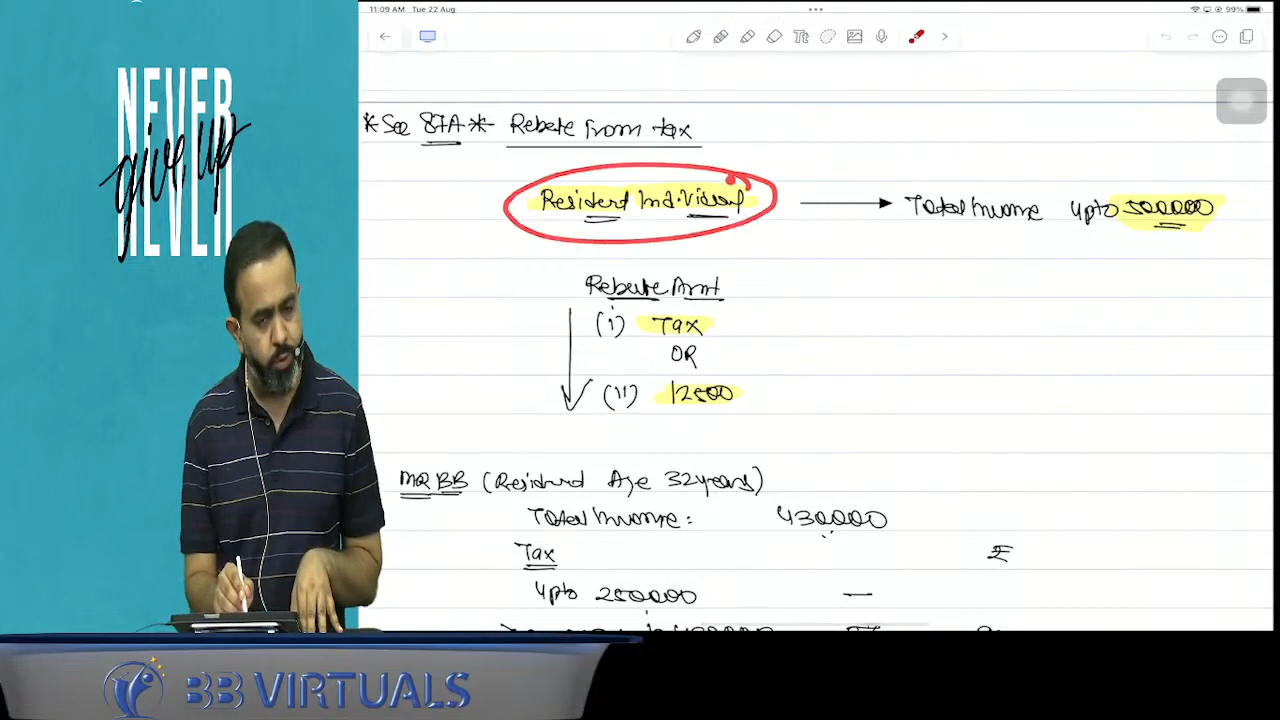 11:09 AM Tue 22 Aug
99%
NEVER
give up
NEVER
*Sec 87A* Rebate from tax
Resident Individual → Total Income upto 500000
Rebate Amt
(i) Tax
OR
(ii) 12500
MR BB (Resident Age 32 years)
Total Income: 430000
Tax ₹
upto 250000 —
BB VIRTUALS